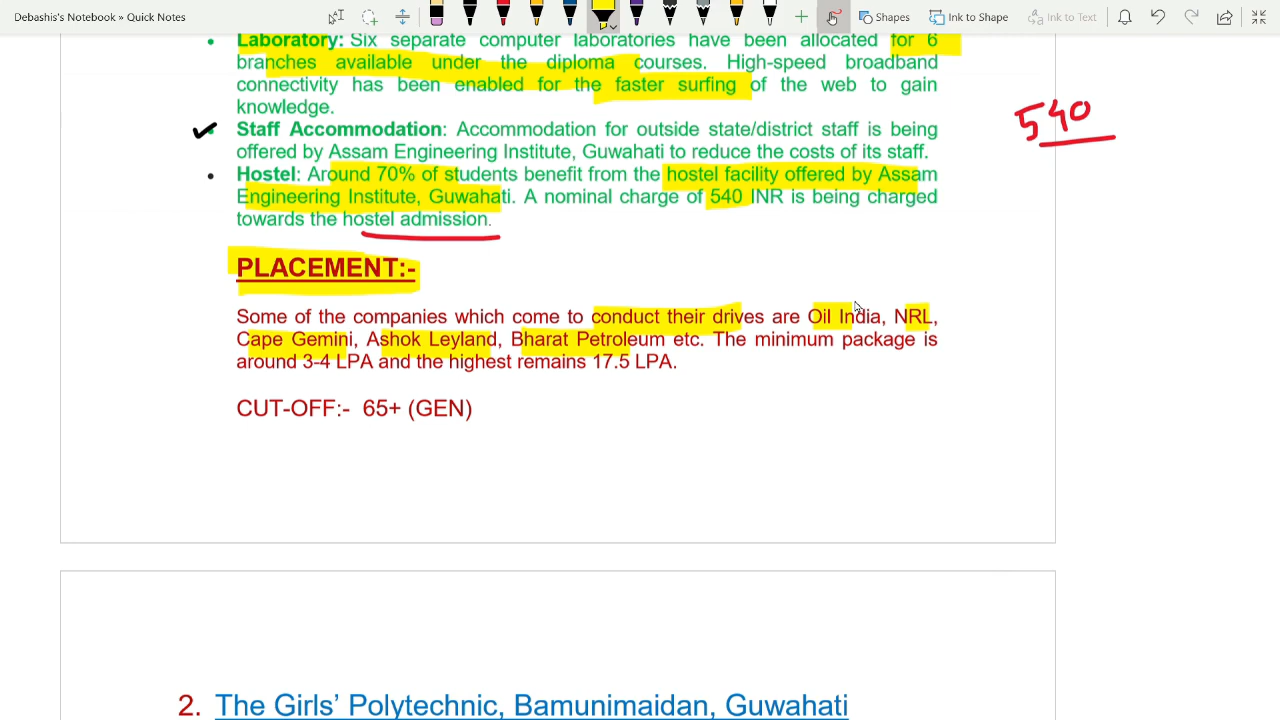 Debashis's Notebook » Quick Notes
Shapes
Ink to Shape
Ink to Text
Laboratory: Six separate computer laboratories have been allocated for 6
branches available under the diploma courses. High-speed broadband
connectivity has been enabled for the faster surfing of the web to gain
knowledge.
540
Staff Accommodation: Accommodation for outside state/district staff is being
offered by Assam Engineering Institute, Guwahati to reduce the costs of its staff.
Hostel: Around 70% of students benefit from the hostel facility offered by Assam
Engineering Institute, Guwahati. A nominal charge of 540 INR is being charged
towards the hostel admission.
PLACEMENT:-
Some of the companies which come to conduct their drives are Oil India, NRL,
Cape Gemini, Ashok Leyland, Bharat Petroleum etc. The minimum package is
around 3-4 LPA and the highest remains 17.5 LPA.
CUT-OFF:- 65+ (GEN)
2. The Girls’ Polytechnic, Bamunimaidan, Guwahati